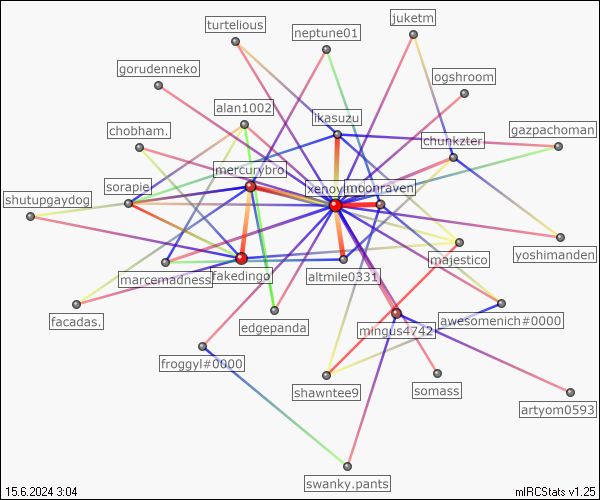 turtelious
juketm
neptune01
gorudenneko
ogshroom
alan1002
ikasuzu
chobham.
chunkzter
gazpachoman
mercurybro
sorapie
moonraven
shutupgaydog
yoshimanden
majestico
marcemadness
fakedingo
altmile0331
facadas.
edgepanda
mingus4742
awesomenich#0000
froggyl#0000
shawntee9
somass
artyom0593
swanky.pants
15.6.2024 3:04
mIRCStats v1.25